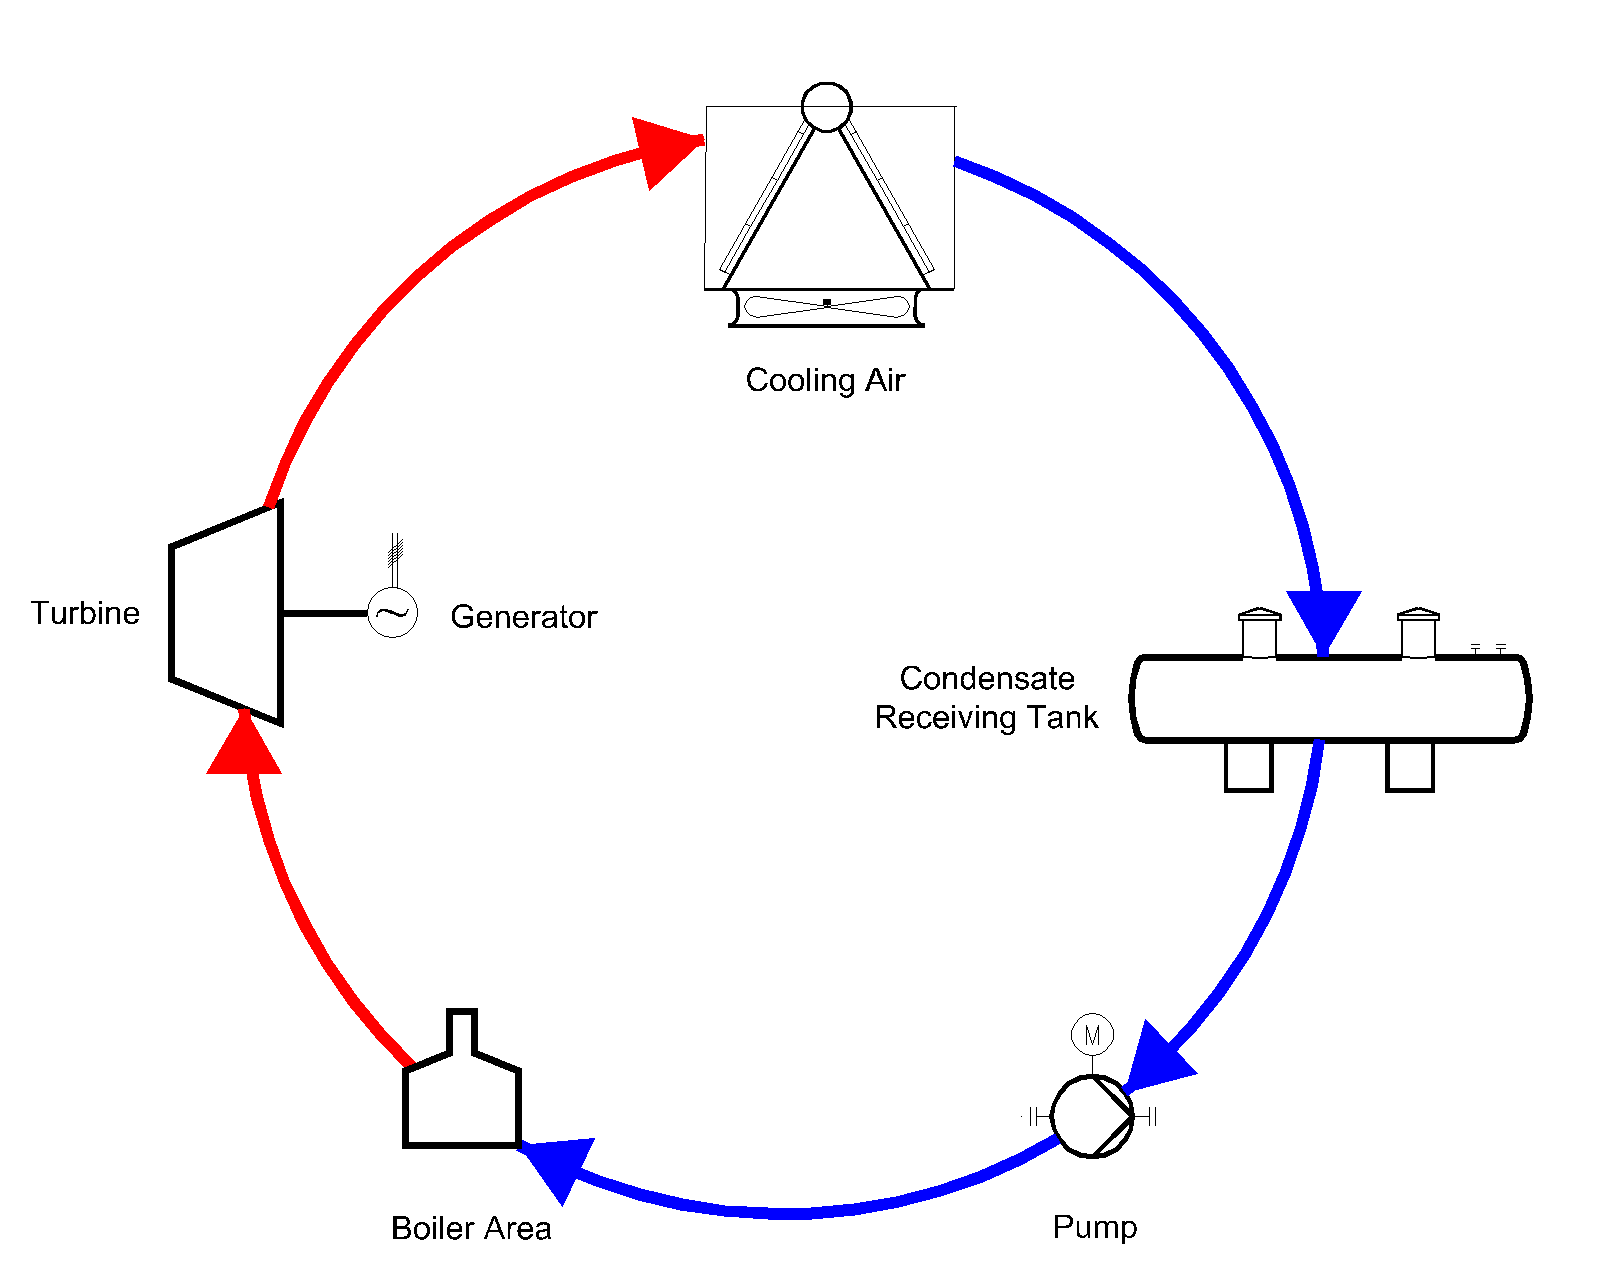 Cooling Air
Turbine
Generator
Condensate
Receiving Tank
M
Boiler Area
Pump